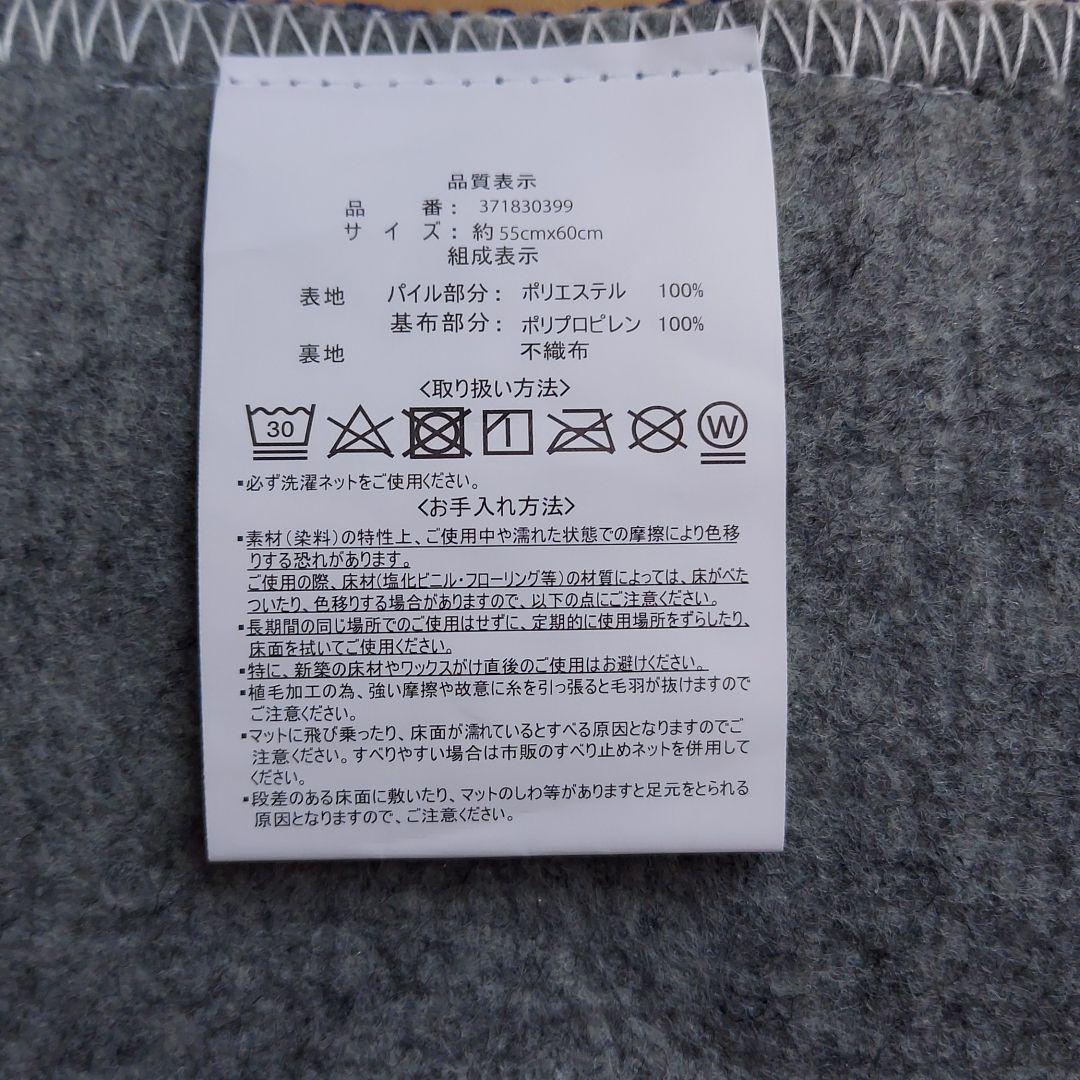 品質表示
品　番： 371830399
サイズ：約55cmx60cm
組成表示
表地 パイル部分：ポリエステル 100%
基布部分：ポリプロピレン 100%
裏地 不織布
<取り扱い方法>
30 W
▪必ず洗濯ネットをご使用ください。
<お手入れ方法>
▪素材(染料)の特性上、ご使用中や濡れた状態での摩擦により色移
りする恐れがあります。
ご使用の際、床材(塩化ビニル・フローリング等)の材質によっては、床がべた
ついたり、色移りする場合がありますので、以下の点にご注意ください。
▪長期間の同じ場所でのご使用はせずに、定期的に使用場所をずらしたり、
床面を拭いてご使用ください。
▪特に、新築の床材やワックスがけ直後のご使用はお避けください。
▪植毛加工の為、強い摩擦や故意に糸を引っ張ると毛羽が抜けますので
ご注意ください。
▪マットに飛び乗ったり、床面が濡れているとすべる原因となりますのでご
注意ください。すべりやすい場合は市販のすべり止めネットを併用して
ください。
▪段差のある床面に敷いたり、マットのしわ等がありますと足元をとられる
原因となりますので、ご注意ください。